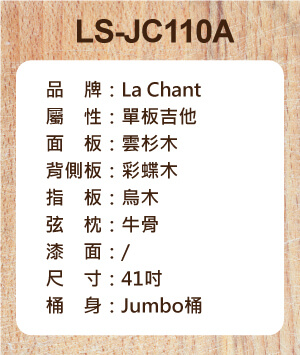 LS-JC110A
品　牌：La Chant
屬　性：單板吉他
面　板：雲杉木
背側板：彩蝶木
指　板：烏木
弦　枕：牛骨
漆　面：/
尺　寸：41吋
桶　身：Jumbo桶